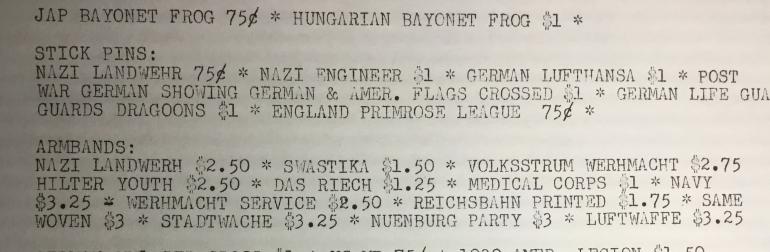 JAP BAYONET FROG 75¢ * HUNGARIAN BAYONET FROG $1 *
STICK PINS:
NAZI LANDWEHR 75¢ * NAZI ENGINEER $1 * GERMAN LUFTHANSA $1 * POST
WAR GERMAN SHOWING GERMAN & AMER. FLAGS CROSSED $1 * GERMAN LIFE GUA
GUARDS DRAGOONS $1 * ENGLAND PRIMROSE LEAGUE 75¢ *
ARMBANDS:
NAZI LANDWERH $2.50 * SWASTIKA $1.50 * VOLKSSTRUM WERHMACHT $2.75
HILTER YOUTH $2.50 * DAS RIECH $1.25 * MEDICAL CORPS $1 * NAVY
$3.25 * WERHMACHT SERVICE $2.50 * REICHSBAHN PRINTED $1.75 * SAME
WOVEN $3 * STADTWACHE $3.25 * NUENBURG PARTY $3 * LUFTWAFFE $3.25